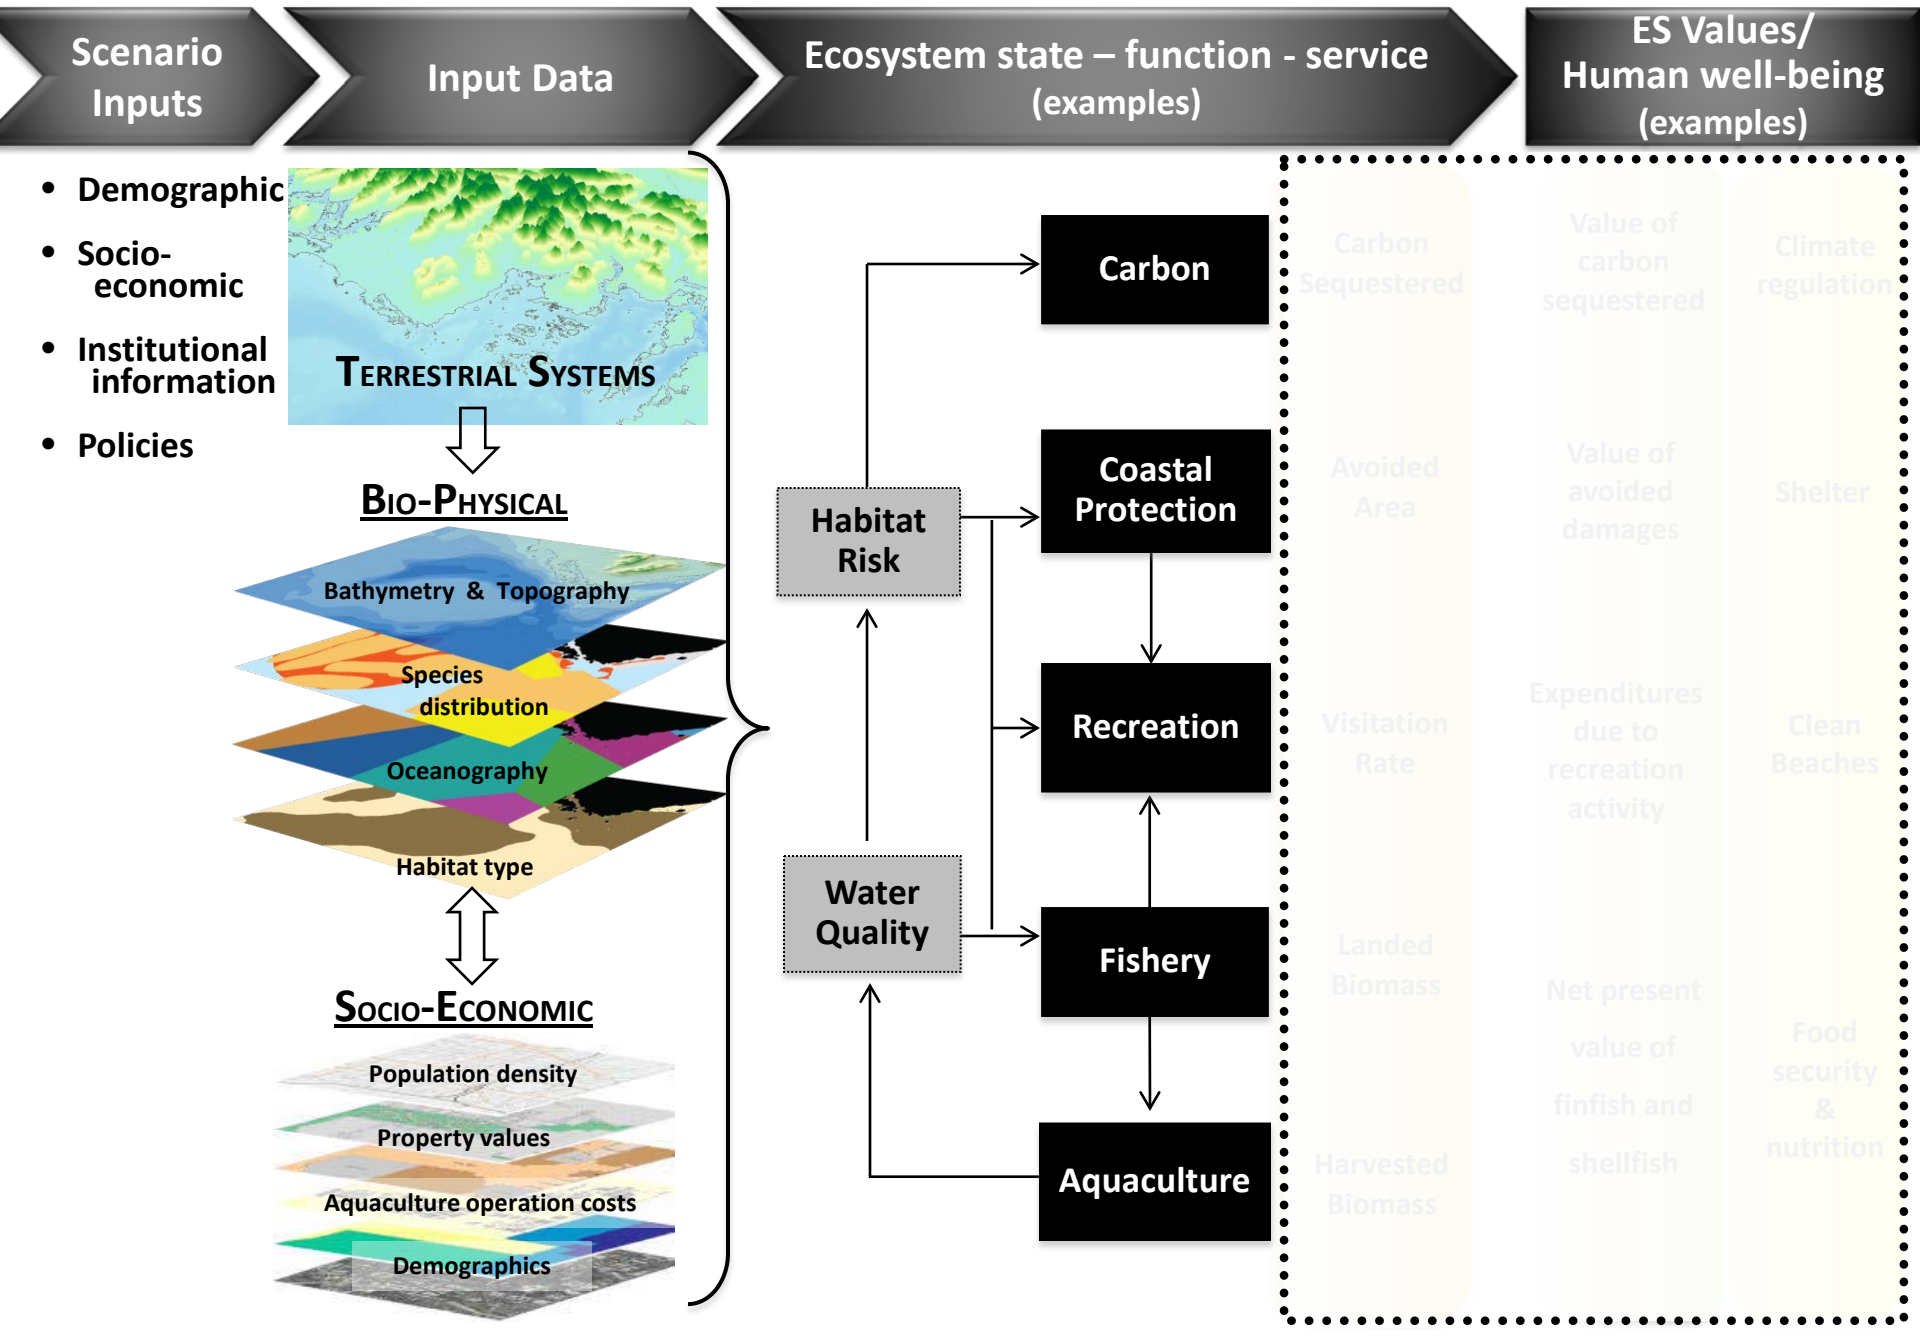 Scenario
Inputs
Input Data
Ecosystem state – function - service
(examples)
ES Values/
Human well-being
(examples)
• Demographic
• Socio-
economic
• Institutional
information
• Policies
TERRESTRIAL SYSTEMS
BIO-PHYSICAL
Bathymetry & Topography
Species
distribution
Oceanography
Habitat type
SOCIO-ECONOMIC
Population density
Property values
Aquaculture operation costs
Demographics
Habitat
Risk
Water
Quality
Carbon
Coastal
Protection
Recreation
Fishery
Aquaculture
Carbon
Sequestered
Avoided
Area
Visitation
Rate
Landed
Biomass
Harvested
Biomass
Value of
carbon
sequestered
Value of
avoided
damages
Expenditures
due to
recreation
activity
Net present
value of
finfish and
shellfish
Climate
regulation
Shelter
Clean
Beaches
Food
security
&
nutrition